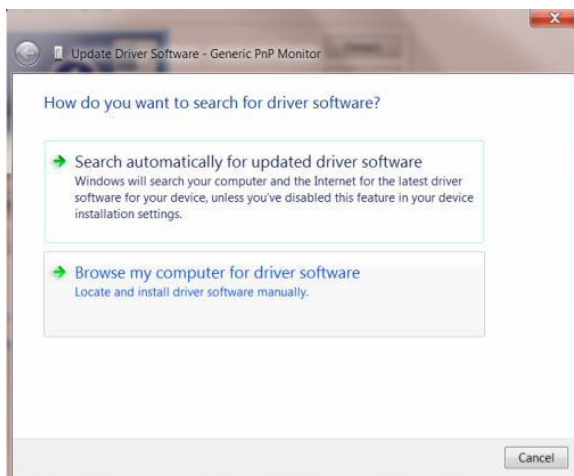 Update Driver Software - Generic PnP Monitor
How do you want to search for driver software?
Search automatically for updated driver software
Windows will search your computer and the Internet for the latest driver
software for your device, unless you've disabled this feature in your device
installation settings.
Browse my computer for driver software
Locate and install driver software manually.
Cancel